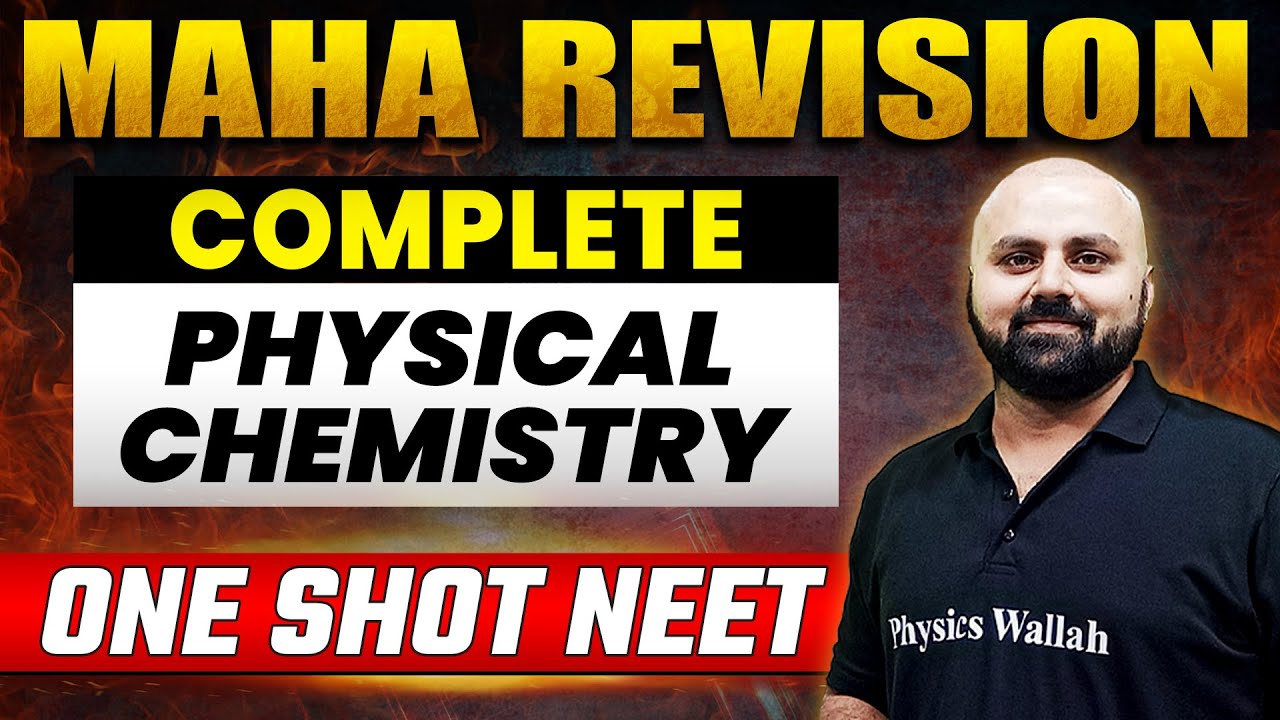 MAHA REVISION
COMPLETE
PHYSICAL
CHEMISTRY
ONE SHOT NEET
Physics Wallah